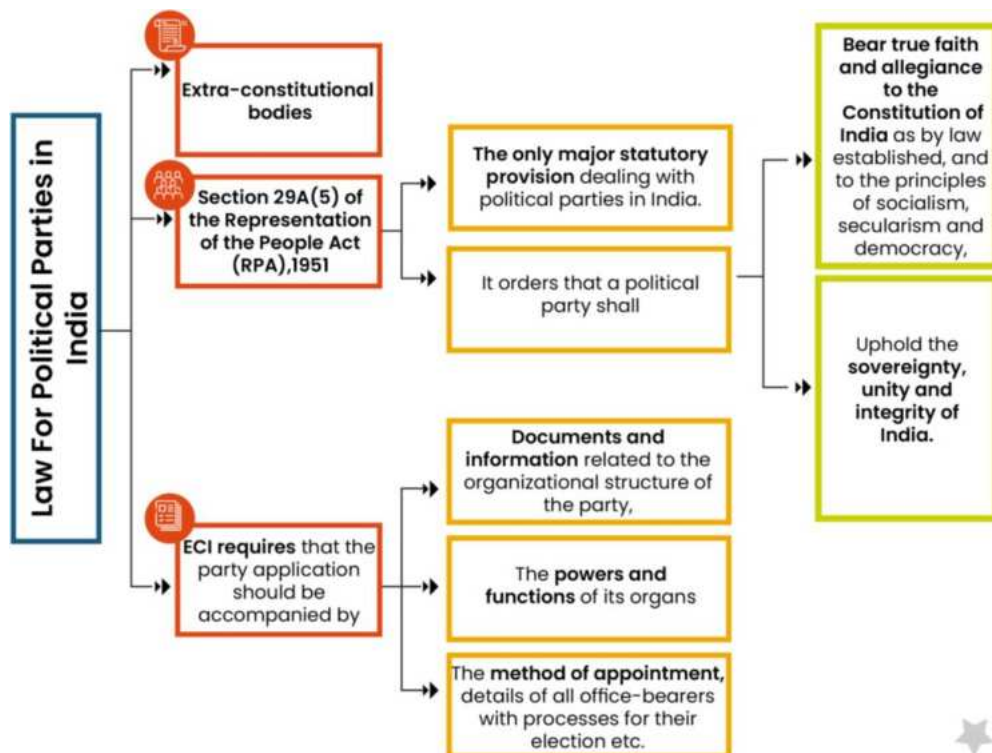 Law For Political Parties in
India
Extra-constitutional
bodies
Section 29A(5) of
the Representation
of the People Act
(RPA),1951
The only major statutory
provision dealing with
political parties in India.
It orders that a political
party shall
Bear true faith
and allegiance
to the
Constitution of
India as by law
established, and
to the principles
of socialism,
secularism and
democracy,
Uphold the
sovereignty,
unity and
integrity of
India.
ECI requires that the
party application
should be
accompanied by
Documents and
information related to the
organizational structure of
the party,
The powers and
functions of its organs
The method of appointment,
details of all office-bearers
with processes for their
election etc.